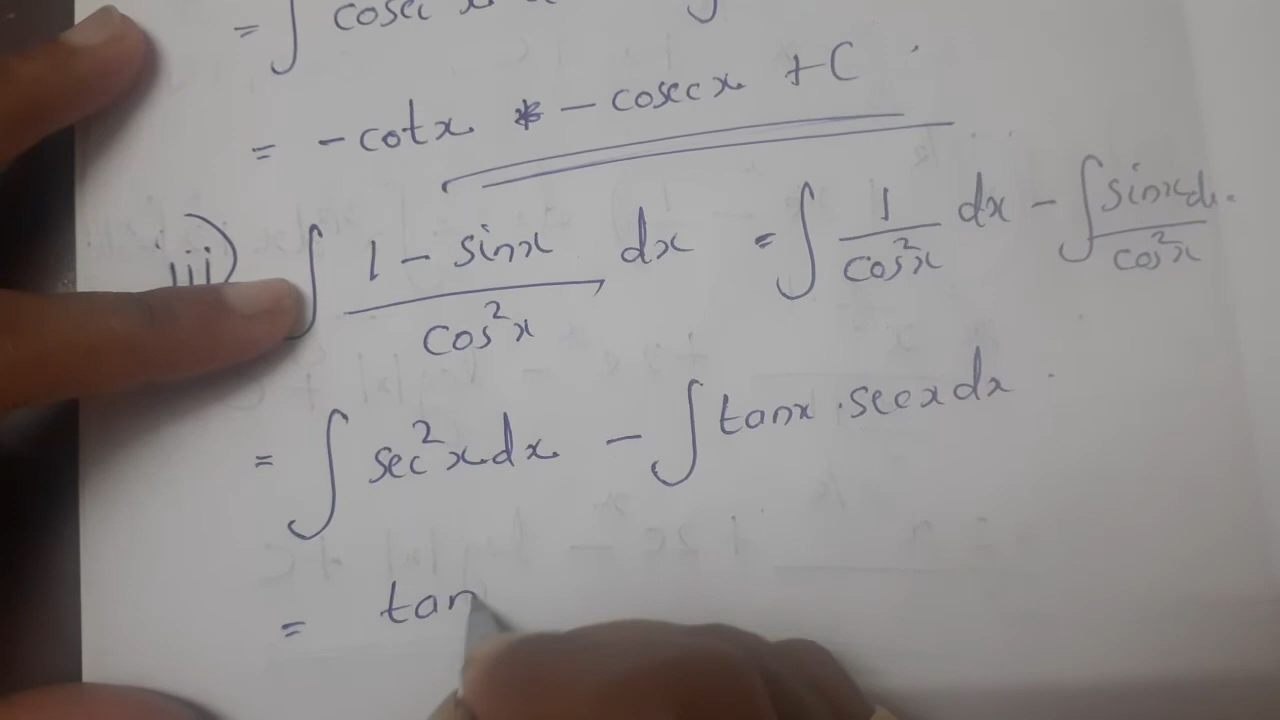 = ∫ cosec x
= -cotx - cosecx +C
iii) ∫ 1 - sinx / cos²x dx = ∫ 1 / cos²x dx - ∫ sinx dx / cos²x
= ∫ sec²x dx - ∫ tanx . secx dx
= tan